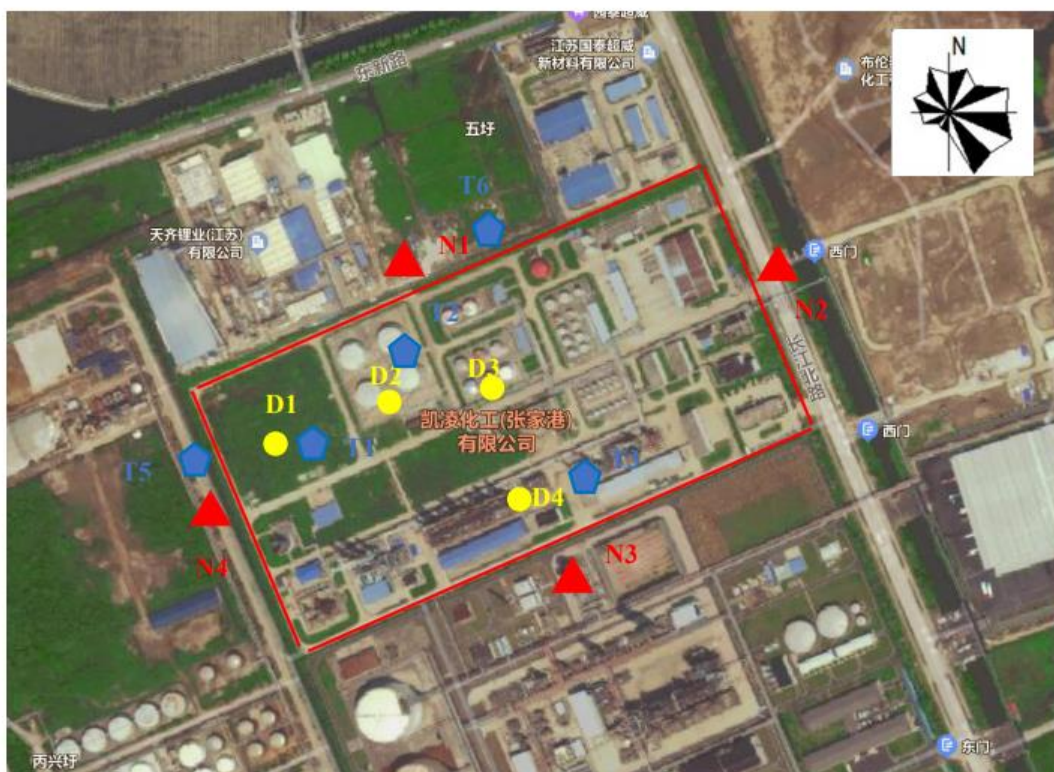 国泰超威
江苏国泰超威
新材料有限公司
布伦
化工
N
东新路
五圩
T6
天齐锂业(江苏)
有限公司
N1
西门
N2
T2
D2
D3
D1
凯凌化工(张家港)
有限公司
T1
西门
T5
T3
D4
N4
N3
东门
丙兴圩